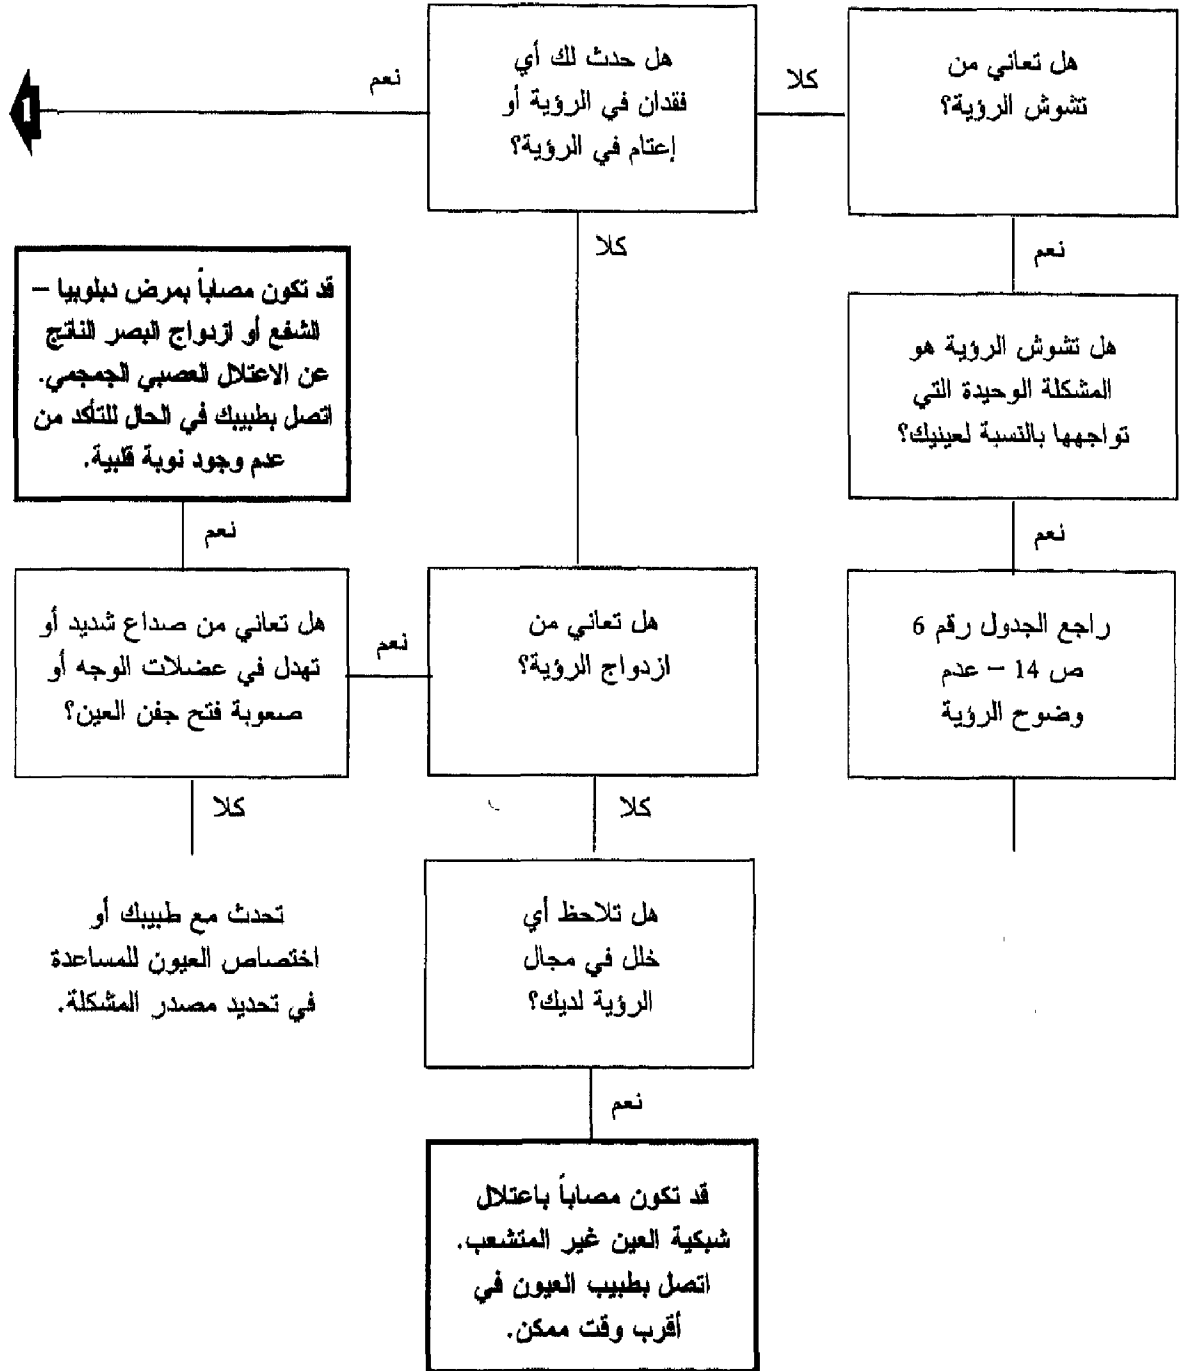 هل تعاني من
تشوش الرؤية؟
كلا
هل حدث لك أي
فقدان في الرؤية أو
إعتام في الرؤية؟
نعم
1
نعم
كلا
هل تشوش الرؤية هو
المشكلة الوحيدة التي
تواجهها بالنسبة لعينيك؟
قد تكون مصاباً بمرض دبلوبيا –
الشفع أو ازدواج البصر الناتج
عن الاعتلال العصبي الجمجمي.
اتصل بطبيبك في الحال للتأكد من
عدم وجود نوبة قلبية.
نعم
نعم
راجع الجدول رقم 6
ص 14 – عدم
وضوح الرؤية
هل تعاني من
ازدواج الرؤية؟
نعم
هل تعاني من صداع شديد أو
تهدل في عضلات الوجه أو
صعوبة فتح جفن العين؟
كلا
كلا
هل تلاحظ أي
خلل في مجال
الرؤية لديك؟
تحدث مع طبيبك أو
اختصاص العيون للمساعدة
في تحديد مصدر المشكلة.
نعم
قد تكون مصاباً باعتلال
شبكية العين غير المتشعب.
اتصل بطبيب العيون في
أقرب وقت ممكن.